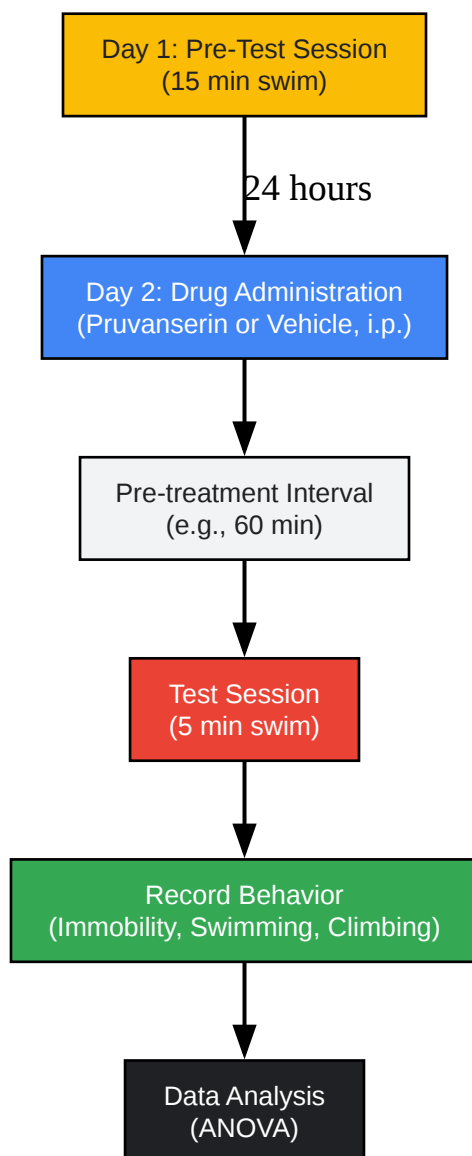 Day 1: Pre-Test Session
(15 min swim)
24 hours
Day 2: Drug Administration
(Pruvanserin or Vehicle, i.p.)
Pre-treatment Interval
(e.g., 60 min)
Test Session
(5 min swim)
Record Behavior
(Immobility, Swimming, Climbing)
Data Analysis
(ANOVA)